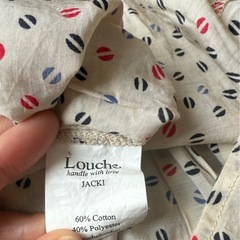 Louche
handle with love
JACKI
60% Cotton
40% Polyester